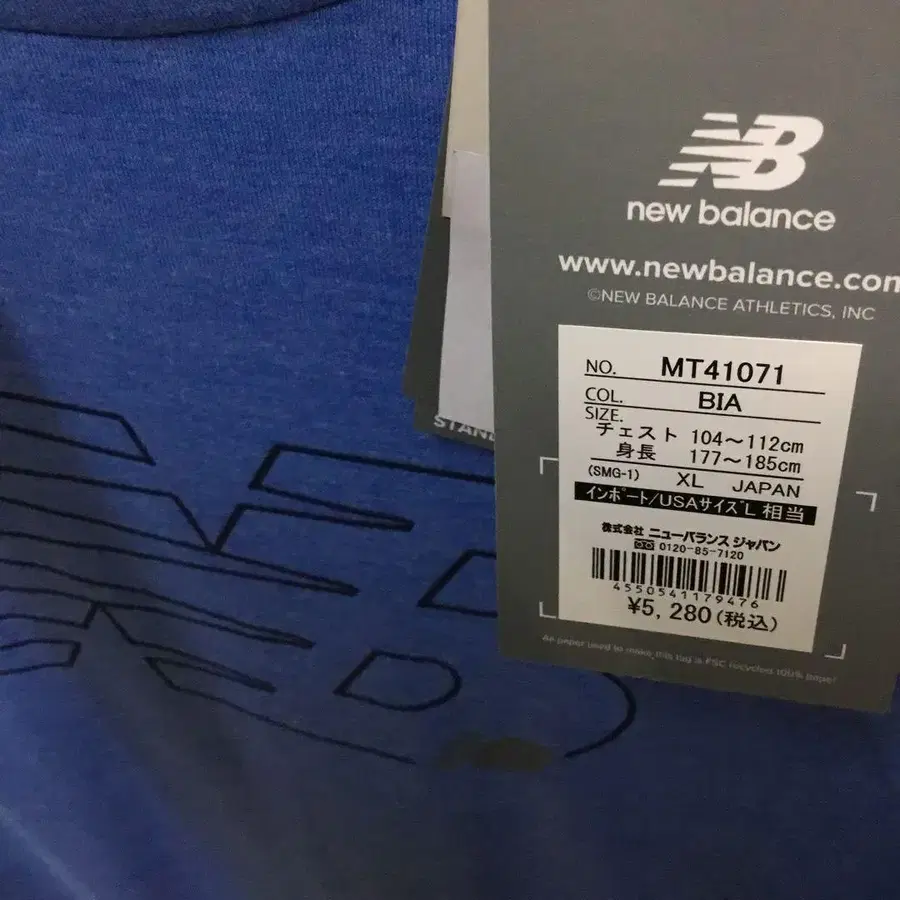 NB
new balance
www.newbalance.com
©NEW BALANCE ATHLETICS, INC
NO. MT41071
COL. BIA
SIZE.
チェスト 104～112cm
身長 177～185cm
(SMG-1) XL JAPAN
インポート/USAサイズ L 相当
株式会社 ニューバランス ジャパン
0120-85-7120
4550541179476
¥5, 280(税込)
STAND